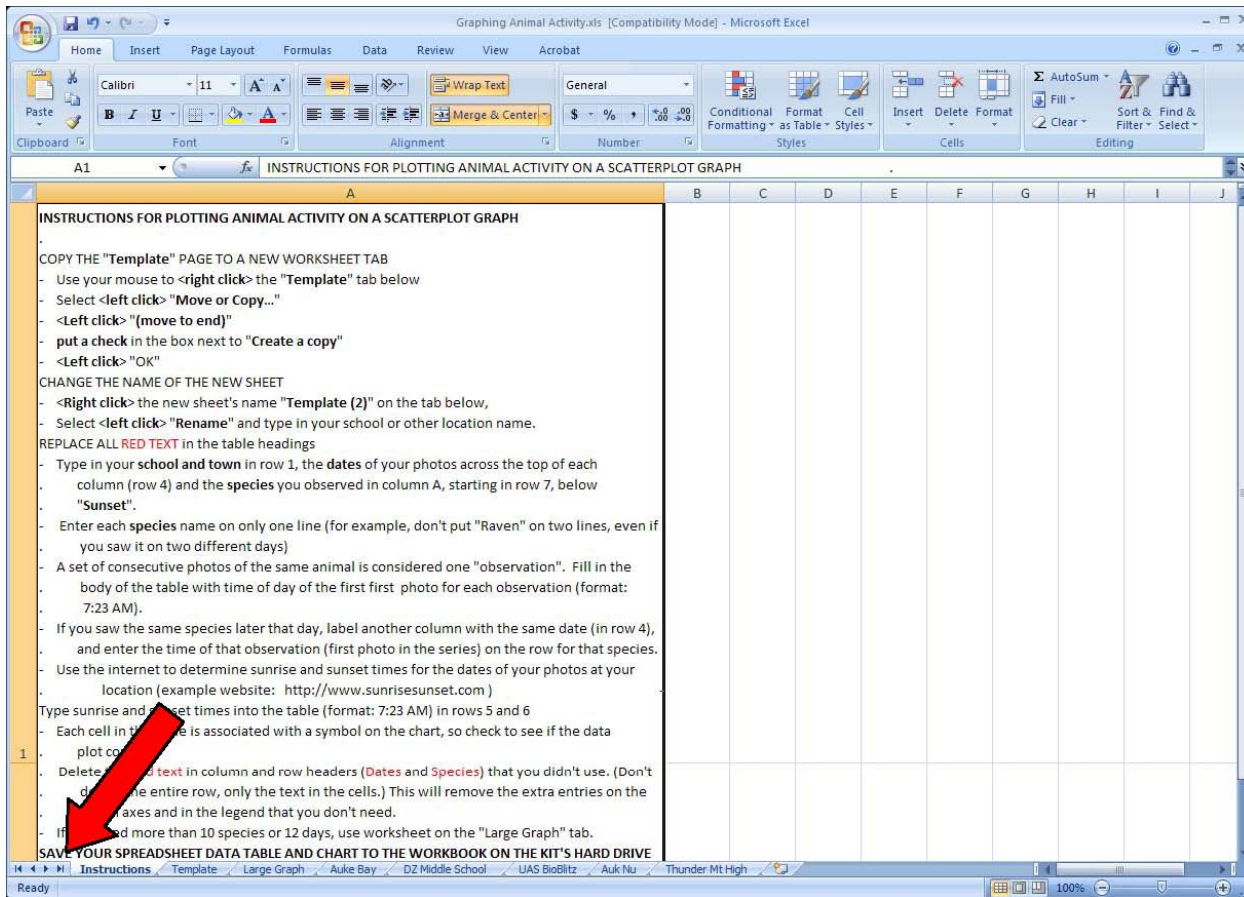 Graphing Animal Activity.xls [Compatibility Mode] - Microsoft Excel
Home Insert Page Layout Formulas Data Review View Acrobat
Paste
Clipboard
Calibri 11
B I U
Font
Wrap Text
Merge & Center
Alignment
General
$ % , .00 .0
Number
Conditional Formatting
Format as Table
Cell Styles
Styles
Insert Delete Format
Cells
Σ AutoSum
Fill
Clear
Sort & Filter
Find & Select
Editing
A1 fx INSTRUCTIONS FOR PLOTTING ANIMAL ACTIVITY ON A SCATTERPLOT GRAPH .
A B C D E F G H I J
1
INSTRUCTIONS FOR PLOTTING ANIMAL ACTIVITY ON A SCATTERPLOT GRAPH
.
COPY THE "Template" PAGE TO A NEW WORKSHEET TAB
- Use your mouse to <right click> the "Template" tab below
- Select <left click> "Move or Copy..."
- <Left click> "(move to end)"
- put a check in the box next to "Create a copy"
- <Left click> "OK"
CHANGE THE NAME OF THE NEW SHEET
- <Right click> the new sheet's name "Template (2)" on the tab below,
- Select <left click> "Rename" and type in your school or other location name.
REPLACE ALL RED TEXT in the table headings
- Type in your school and town in row 1, the dates of your photos across the top of each
. column (row 4) and the species you observed in column A, starting in row 7, below
. "Sunset".
- Enter each species name on only one line (for example, don't put "Raven" on two lines, even if
. you saw it on two different days)
- A set of consecutive photos of the same animal is considered one "observation". Fill in the
. body of the table with time of day of the first first photo for each observation (format:
. 7:23 AM).
- If you saw the same species later that day, label another column with the same date (in row 4),
. and enter the time of that observation (first photo in the series) on the row for that species.
- Use the internet to determine sunrise and sunset times for the dates of your photos at your
. location (example website: http://www.sunrisesunset.com )
Type sunrise and set times into the table (format: 7:23 AM) in rows 5 and 6
- Each cell in is associated with a symbol on the chart, so check to see if the data
. plot
. Delete text in column and row headers (Dates and Species) that you didn't use. (Don't
. entire row, only the text in the cells.) This will remove the extra entries on the
. axes and in the legend that you don't need.
- more than 10 species or 12 days, use worksheet on the "Large Graph" tab.
SAVE YOUR SPREADSHEET DATA TABLE AND CHART TO THE WORKBOOK ON THE KIT'S HARD DRIVE
Instructions Template Large Graph Auke Bay DZ Middle School UAS BioBlitz Auk Nu Thunder Mt High
Ready 100%